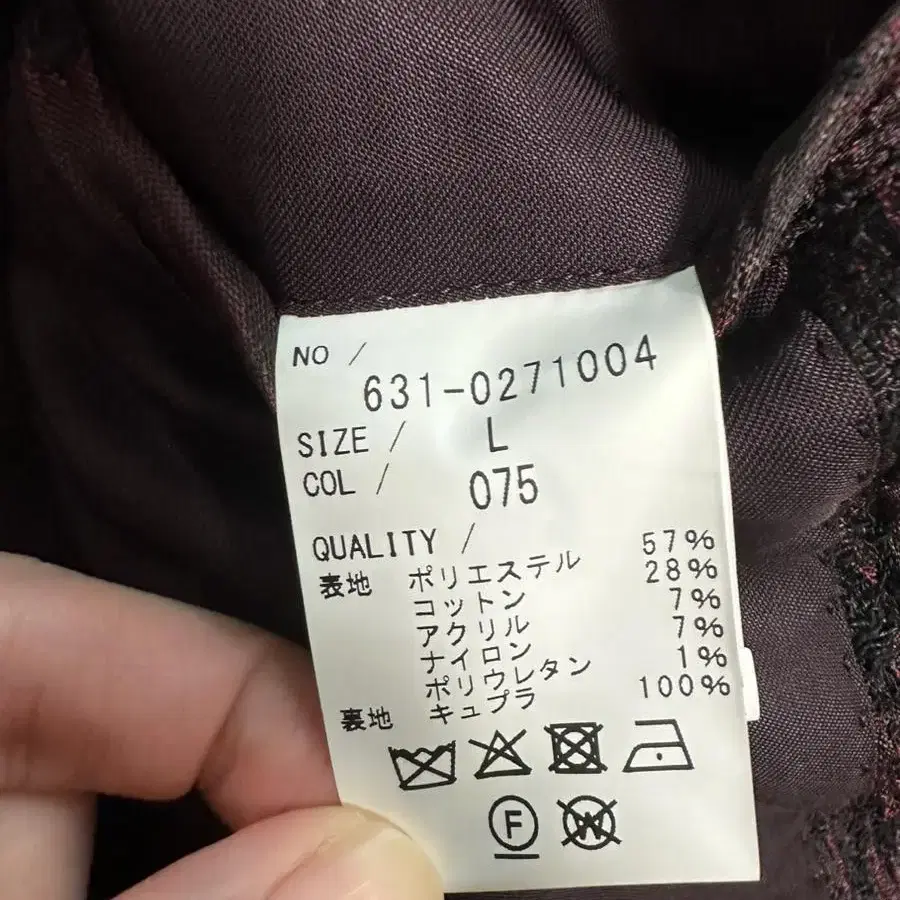 NO /
631-0271004
SIZE / L
COL / 075
QUALITY /
表地 ポリエステル 57%
コットン 28%
アクリル 7%
ナイロン 7%
ポリウレタン 1%
裏地 キュプラ 100%
F
W